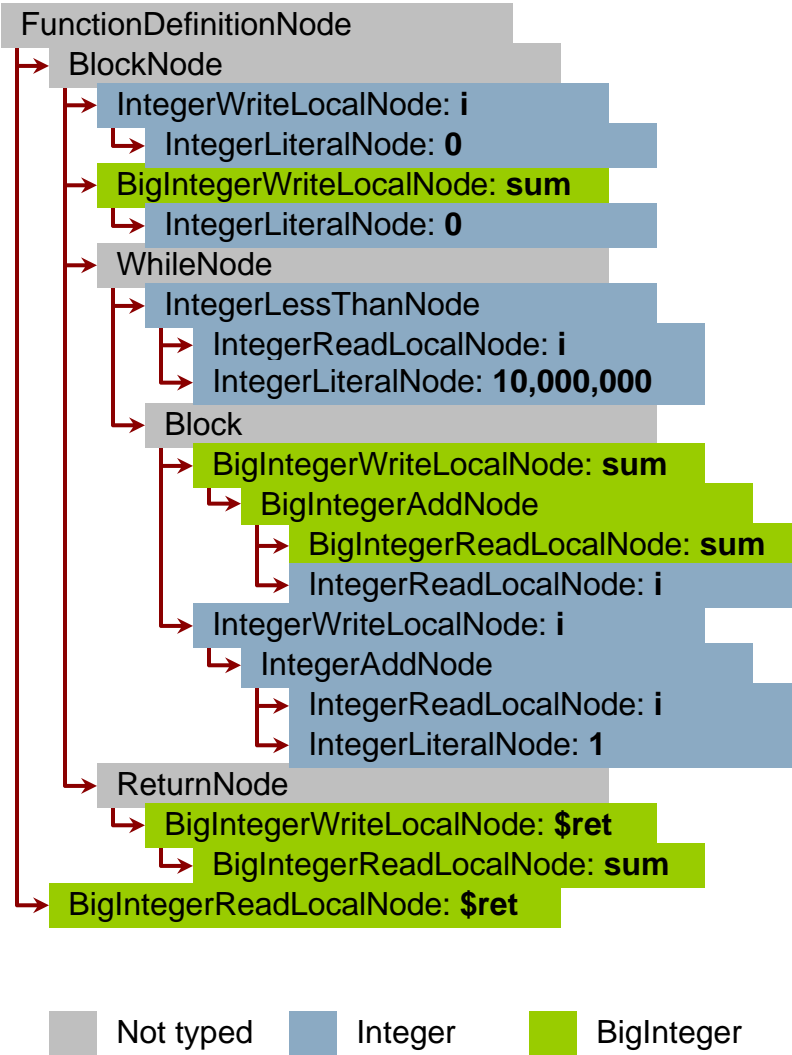 FunctionDefinitionNode
BlockNode
IntegerWriteLocalNode: i
IntegerLiteralNode: 0
BigIntegerWriteLocalNode: sum
IntegerLiteralNode: 0
WhileNode
IntegerLessThanNode
IntegerReadLocalNode: i
IntegerLiteralNode: 10,000,000
Block
BigIntegerWriteLocalNode: sum
BigIntegerAddNode
BigIntegerReadLocalNode: sum
IntegerReadLocalNode: i
IntegerWriteLocalNode: i
IntegerAddNode
IntegerReadLocalNode: i
IntegerLiteralNode: 1
ReturnNode
BigIntegerWriteLocalNode: $ret
BigIntegerReadLocalNode: sum
BigIntegerReadLocalNode: $ret
Not typed Integer BigInteger